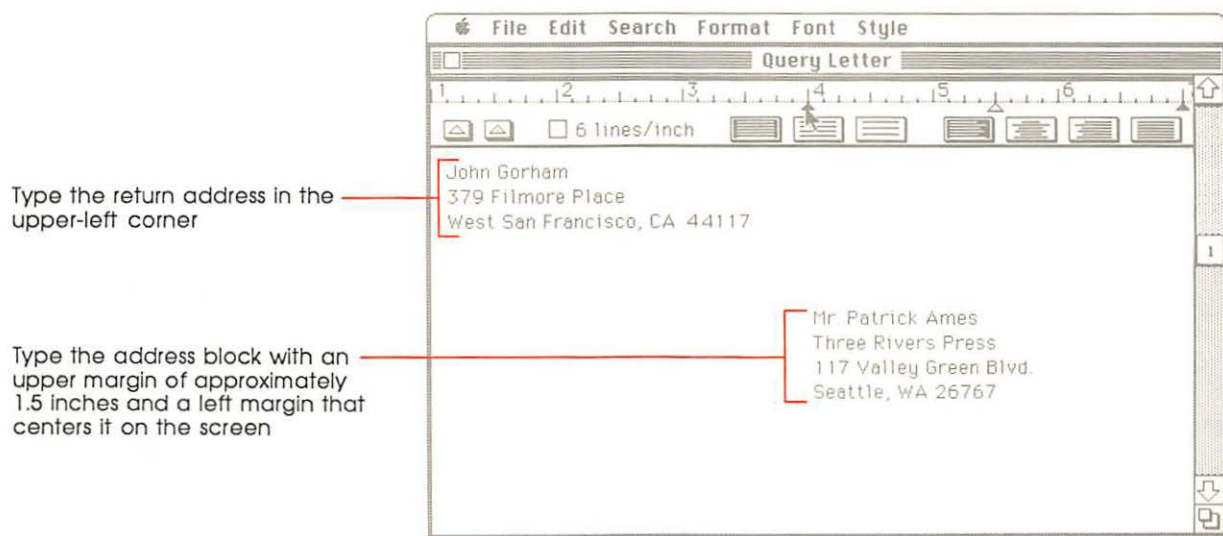 File Edit Search Format Font Style
Query Letter
1 2 3 4 5 6 7
6 lines/inch
John Gorham
379 Filmore Place
West San Francisco, CA 44117
1
Type the return address in the
upper-left corner
Mr. Patrick Ames
Three Rivers Press
117 Valley Green Blvd.
Seattle, WA 26767
Type the address block with an
upper margin of approximately
1.5 inches and a left margin that
centers it on the screen